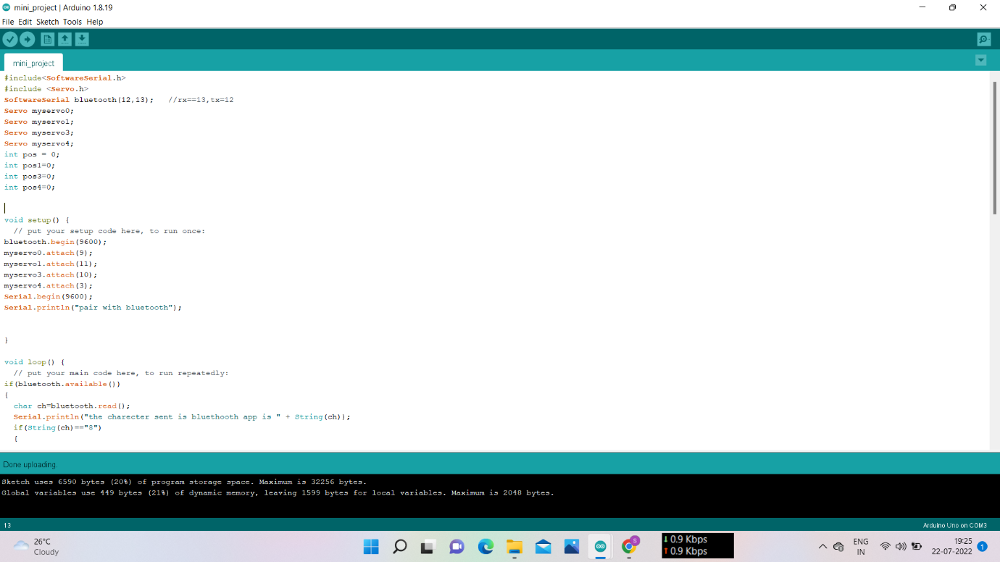 mini_project | Arduino 1.8.19
File Edit Sketch Tools Help
mini_project
#include<SoftwareSerial.h>
#include <Servo.h>
SoftwareSerial bluetooth(12,13);   //rx==13,tx=12
Servo myservo0;
Servo myservo1;
Servo myservo3;
Servo myservo4;
int pos = 0;
int pos1=0;
int pos3=0;
int pos4=0;
void setup() {
  // put your setup code here, to run once:
bluetooth.begin(9600);
myservo0.attach(9);
myservo1.attach(11);
myservo3.attach(10);
myservo4.attach(3);
Serial.begin(9600);
Serial.println("pair with bluetooth");
}
void loop() {
  // put your main code here, to run repeatedly:
if(bluetooth.available())
{
  char ch=bluetooth.read();
  Serial.println("the charecter sent is bluethooth app is " + String(ch));
  if(String(ch)=="8")
  {
Done uploading.
Sketch uses 6590 bytes (20%) of program storage space. Maximum is 32256 bytes.
Global variables use 449 bytes (21%) of dynamic memory, leaving 1599 bytes for local variables. Maximum is 2048 bytes.
13
Arduino Uno on COM3
26°C
Cloudy
S
↓ 0.9 Kbps
↑ 0.9 Kbps
ENG
IN
19:25
22-07-2022
1